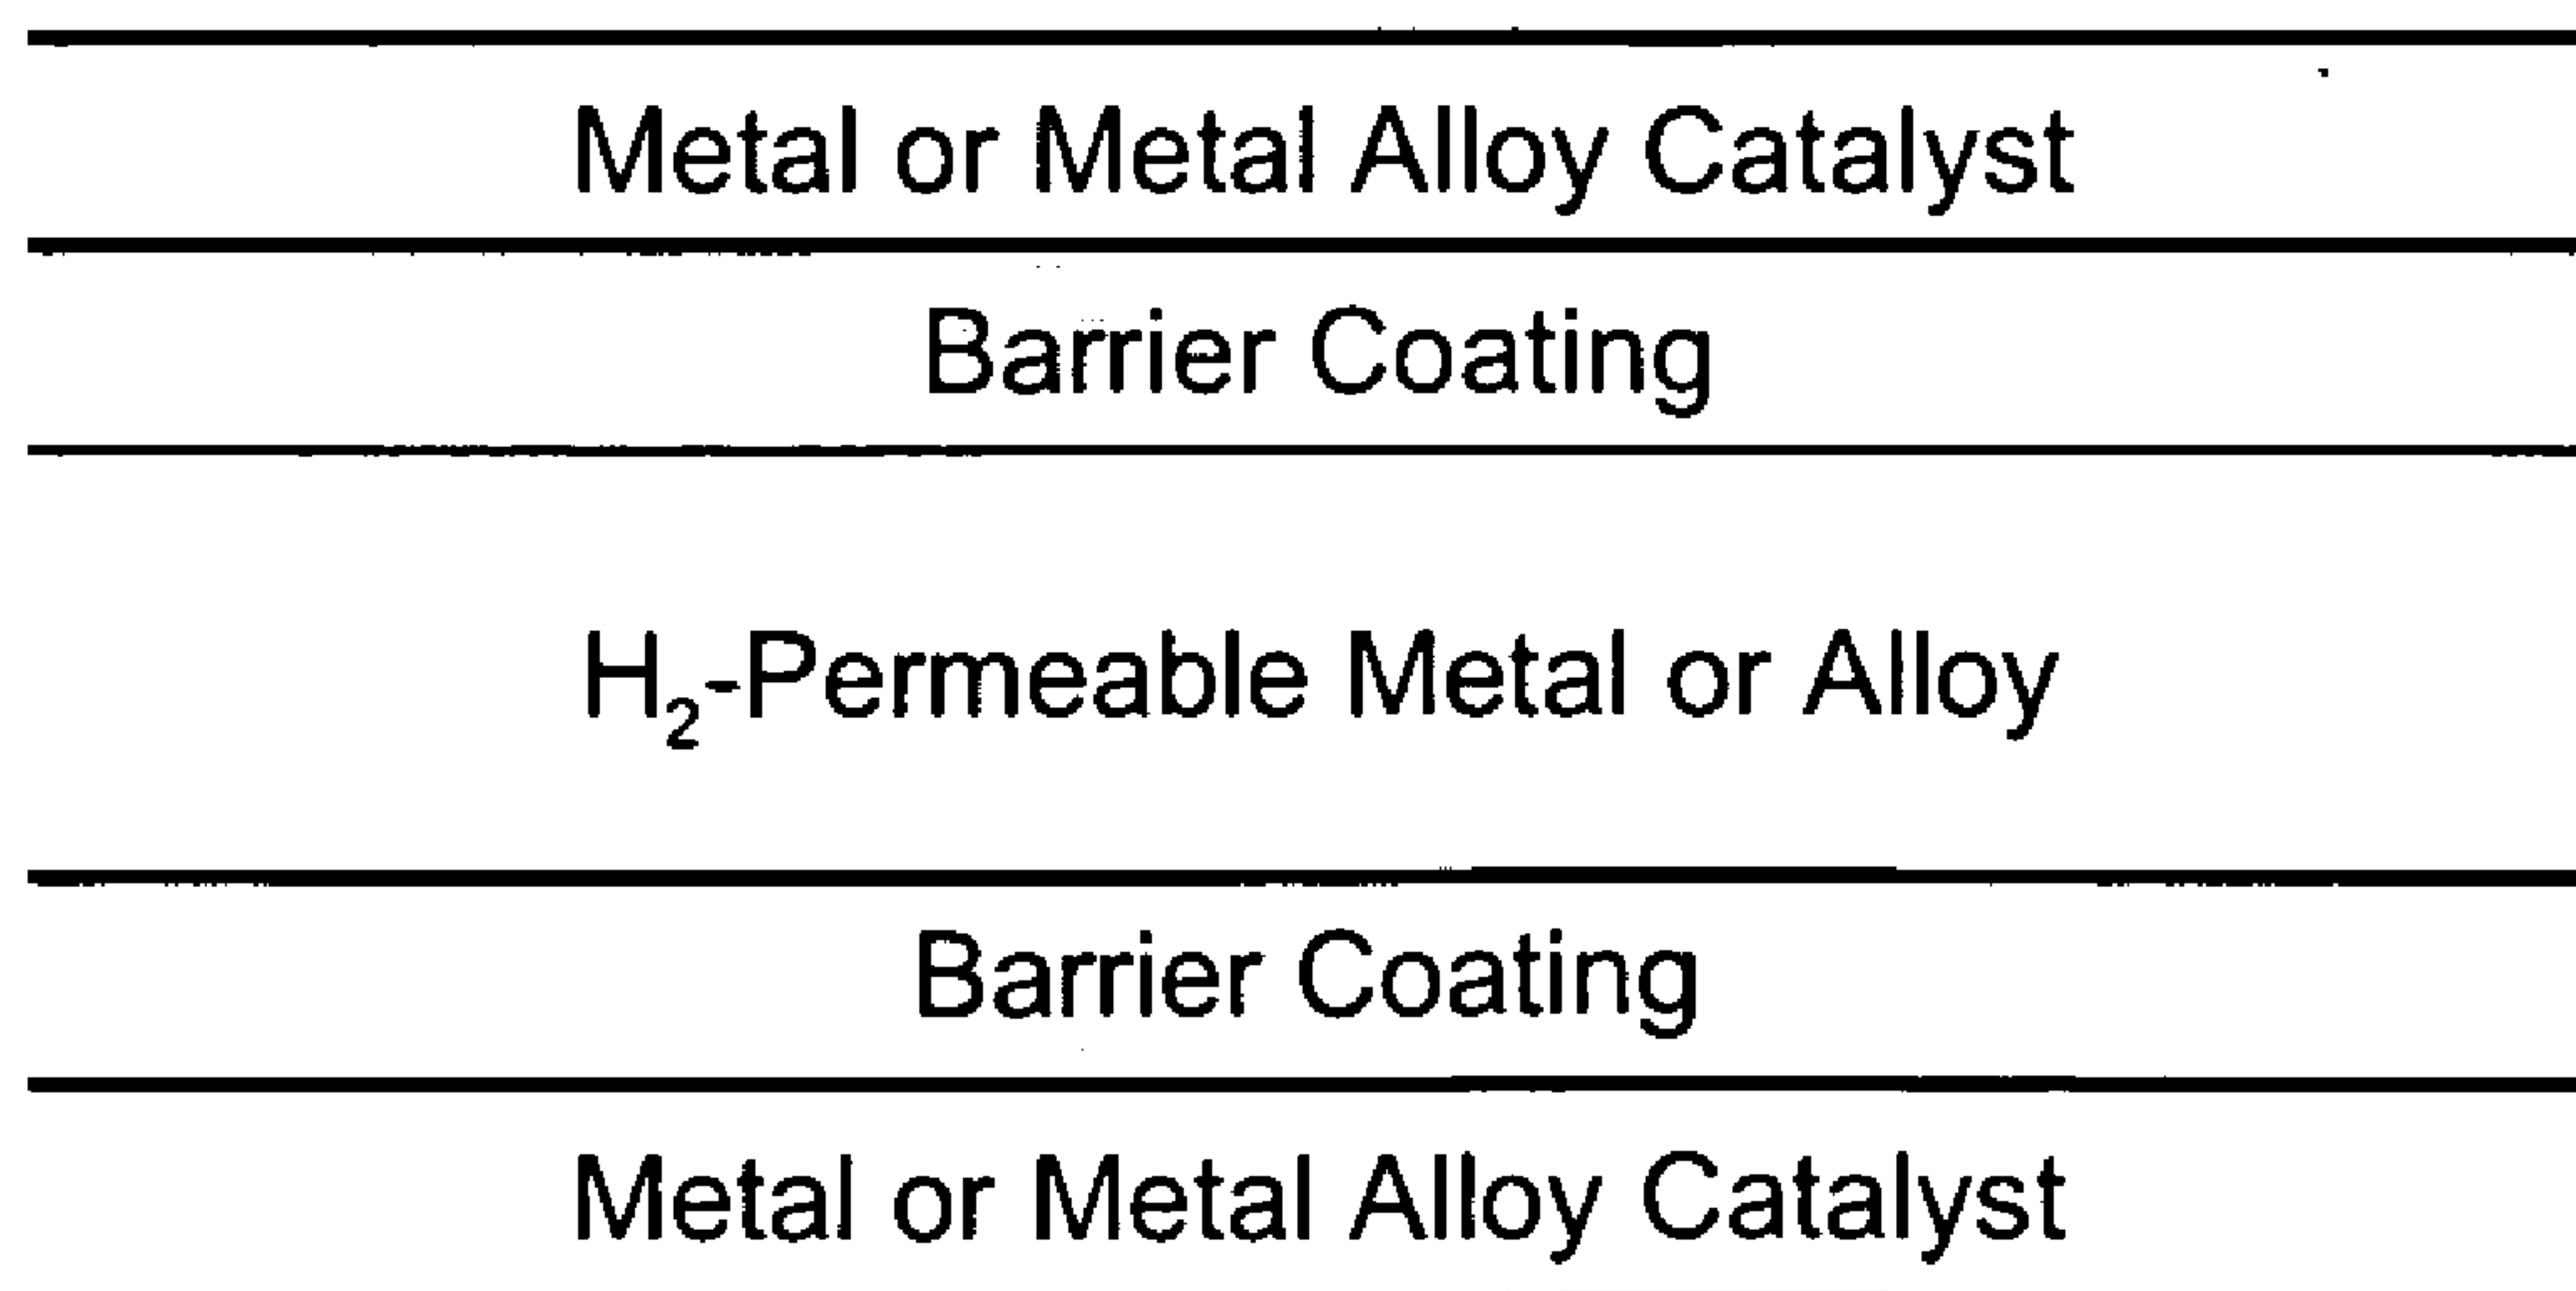 Metal or Metal Alloy Catalyst
Barrier Coating
H₂-Permeable Metal or Alloy
Barrier Coating
Metal or Metal Alloy Catalyst